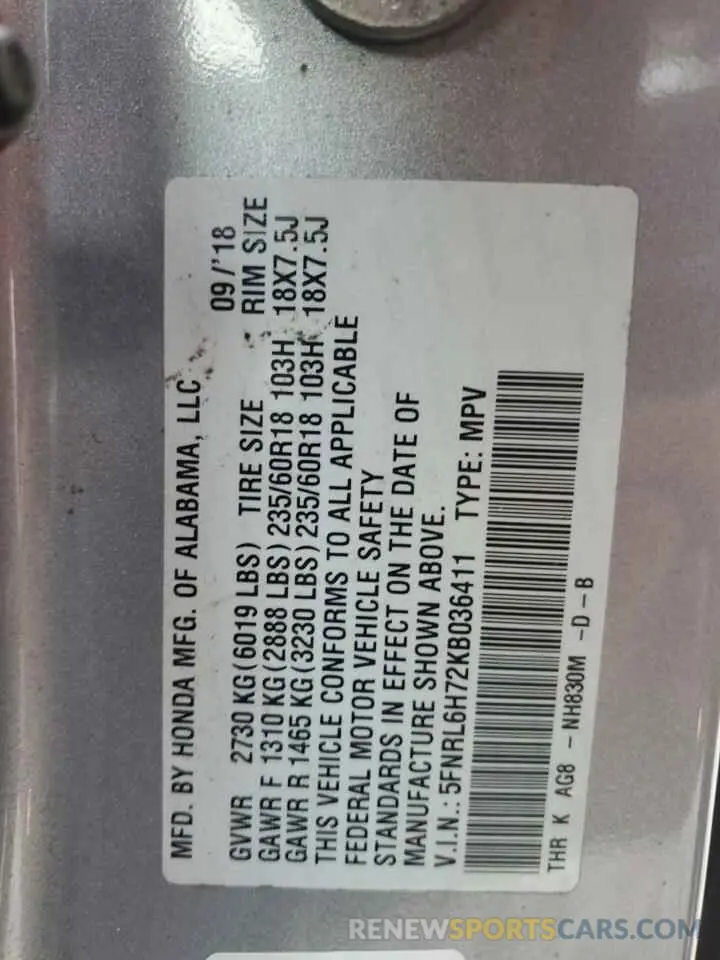 MFD. BY HONDA MFG. OF ALABAMA, LLC 09/'18
GVWR 2730 KG(6019 LBS) TIRE SIZE RIM SIZE
GAWR F 1310 KG(2888 LBS)235/60R18 103H 18X7.5J
GAWR R 1465 KG(3230 LBS)235/60R18 103H 18X7.5J
THIS VEHICLE CONFORMS TO ALL APPLICABLE
FEDERAL MOTOR VEHICLE SAFETY
STANDARDS IN EFFECT ON THE DATE OF
MANUFACTURE SHOWN ABOVE.
V.I.N.:5FNRL6H72KB036411 TYPE: MPV
THR K AG8 - NH830M -D-B
RENEWSPORTSCARS.COM